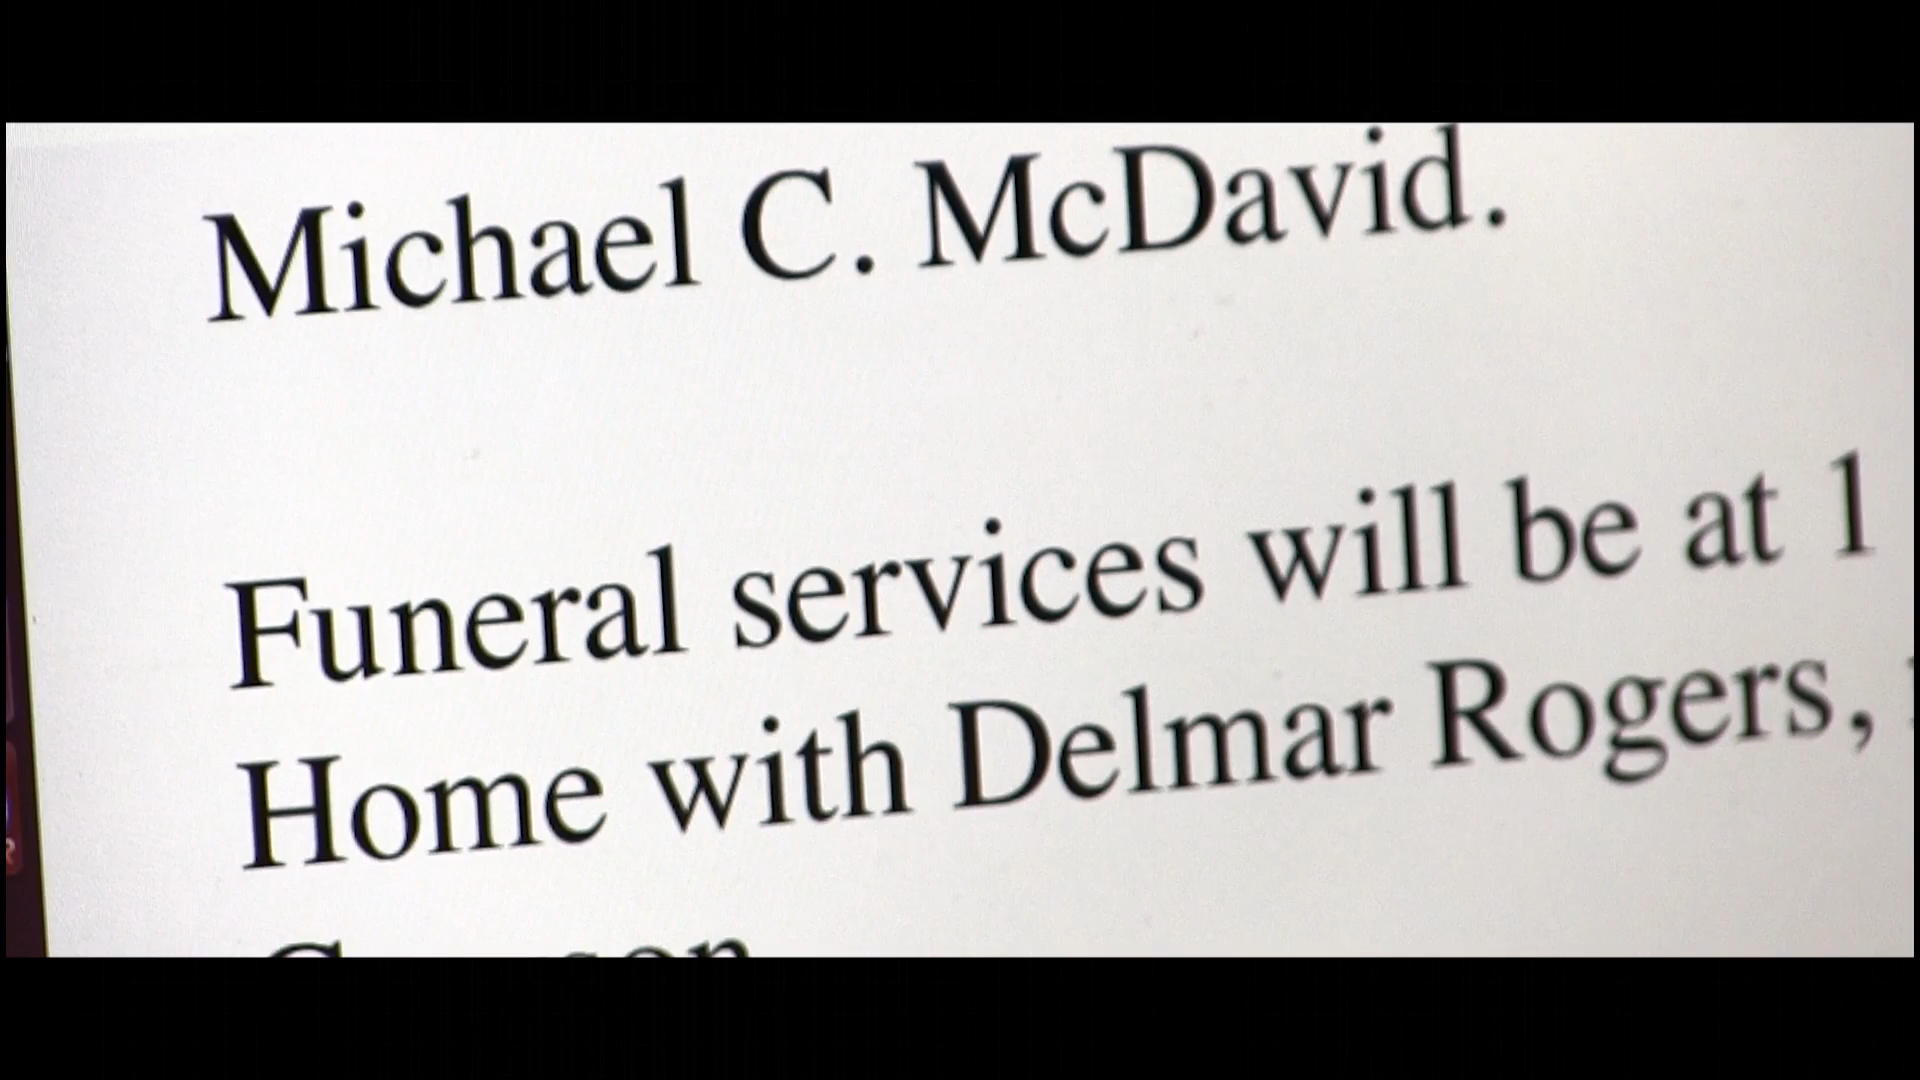 Michael C. McDavid.
Funeral services will be at 1
Home with Delmar Rogers,